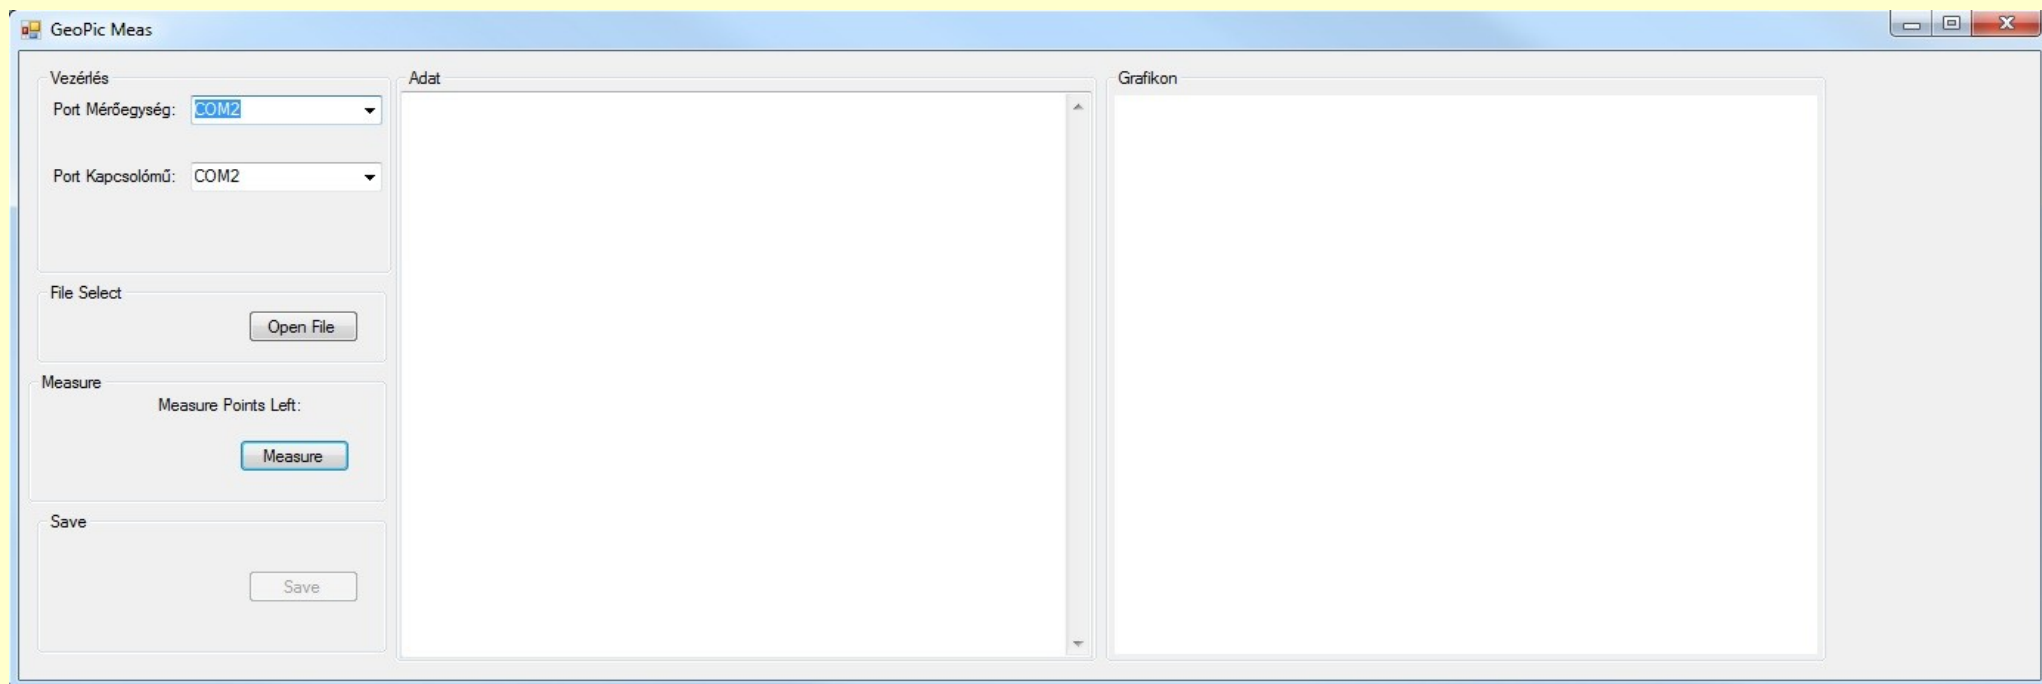 GeoPic Meas
Vezérlés
Port Mérőegység: COM2
Port Kapcsolómű: COM2
File Select
Open File
Measure
Measure Points Left:
Measure
Save
Save
Adat
Grafikon